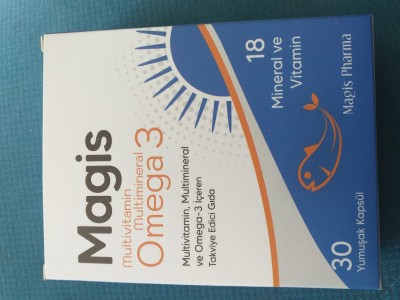 Magis
Multivitamin
Multimineral
Omega 3
Multivitamin, Multimineral
ve Omega-3 İçeren
Takviye Edici Gıda
18
Mineral ve
Vitamin
Magis Pharma
30
Yumuşak Kapsül